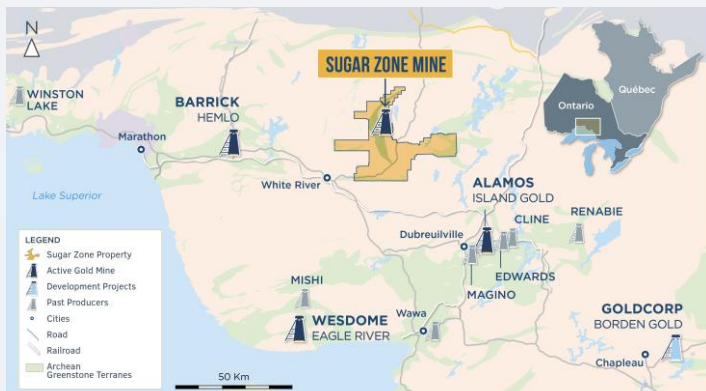 N
SUGAR ZONE MINE
WINSTON
LAKE
BARRICK
HEMLO
Marathon
White River
Lake Superior
Ontario
Québec
ALAMOS
ISLAND GOLD
CLINE
RENABIE
Dubreuilville
EDWARDS
MAGINO
MISHI
WESDOME
EAGLE RIVER
Wawa
GOLDCORP
BORDEN GOLD
Chapleau
LEGEND
Sugar Zone Property
Active Gold Mine
Development Projects
Past Producers
Cities
Road
Railroad
Archean
Greenstone Terranes
50 Km